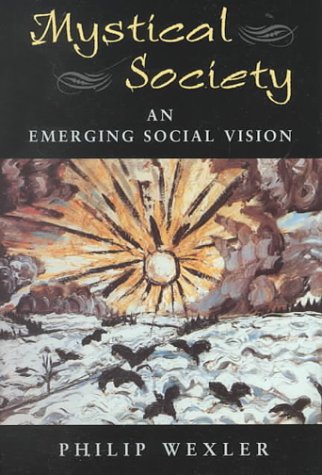 Mystical
Society
AN
EMERGING SOCIAL VISION
PHILIP WEXLER